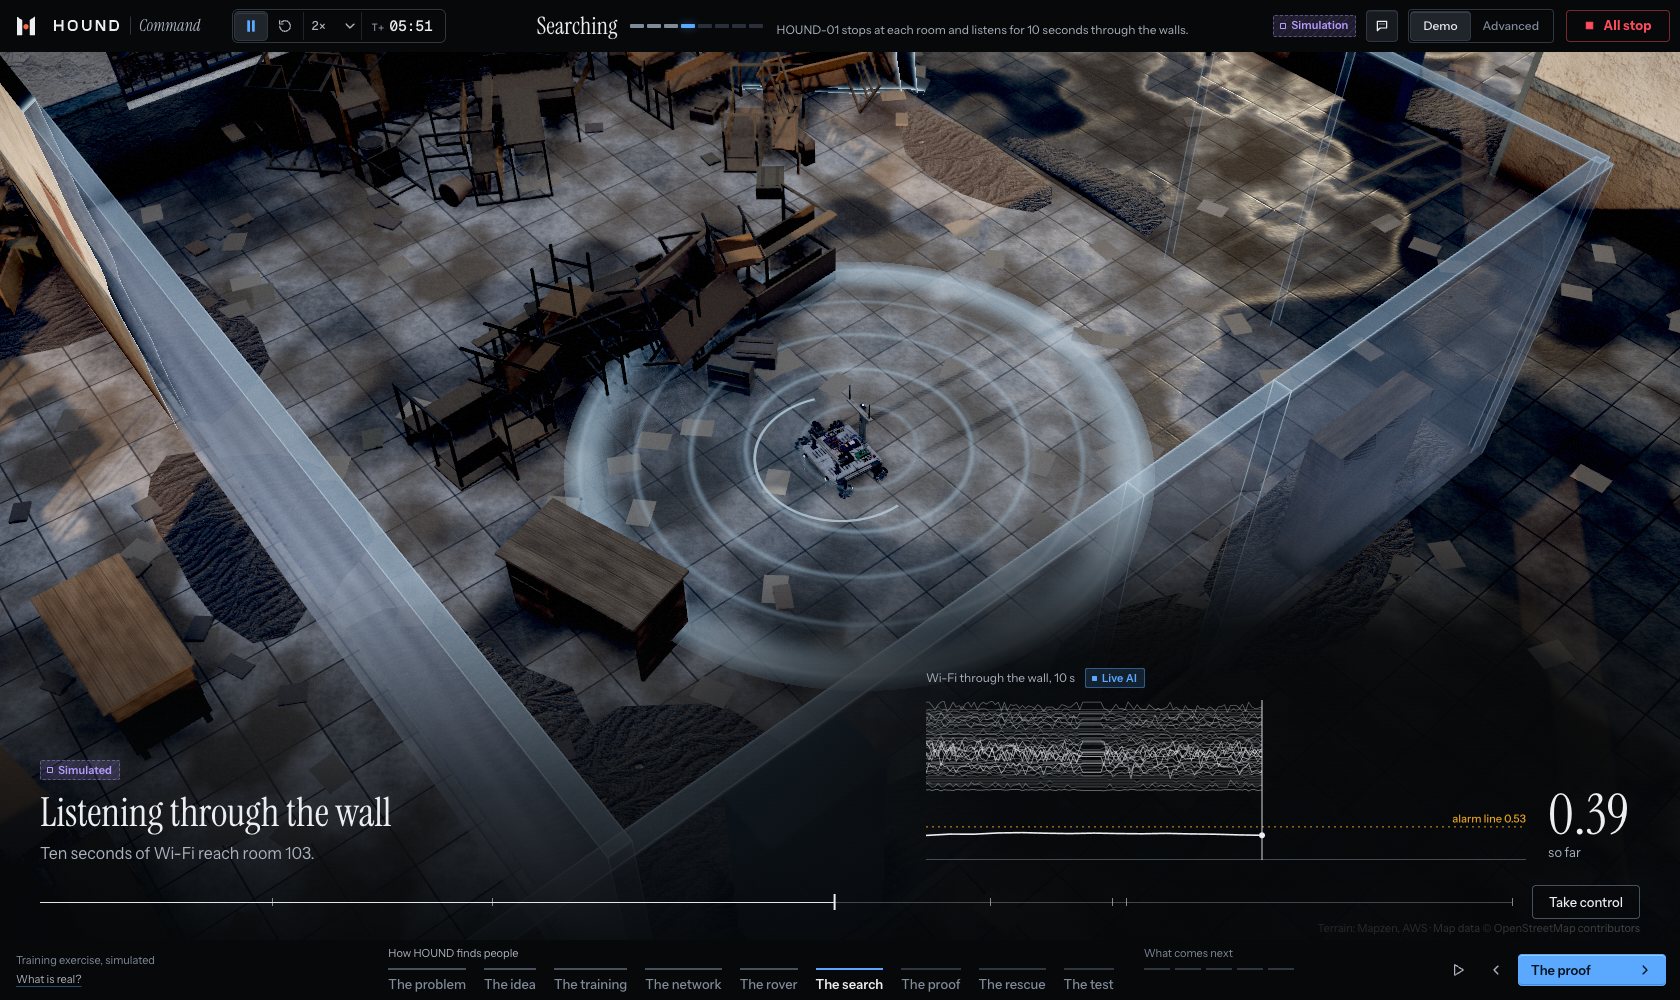 HOUND Command
2×
T+ 05:51
Searching
HOUND-01 stops at each room and listens for 10 seconds through the walls.
Simulation
Demo
Advanced
All stop
Wi-Fi through the wall, 10 s
Live AI
alarm line 0.53
0.39
so far
Simulated
Listening through the wall
Ten seconds of Wi-Fi reach room 103.
Take control
Terrain: Mapzen, AWS · Map data © OpenStreetMap contributors
Training exercise, simulated
What is real?
How HOUND finds people
The problem
The idea
The training
The network
The rover
The search
The proof
The rescue
The test
What comes next
The proof